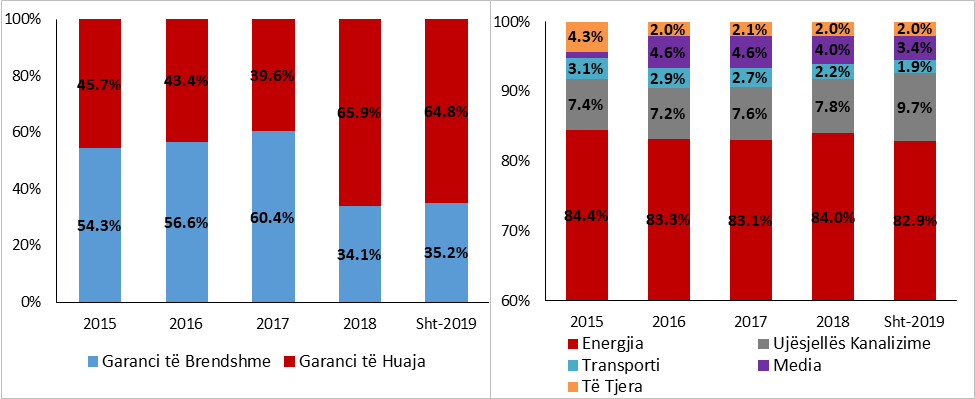 100%
80%
60%
40%
20%
0%
45.7%
43.4%
39.6%
65.9%
64.8%
54.3%
56.6%
60.4%
34.1%
35.2%
2015 2016 2017 2018 Sht-2019
Garanci të Brendshme Garanci të Huaja
100%
90%
80%
70%
60%
4.3% 2.0% 2.1% 2.0% 2.0%
4.6% 4.6% 4.0% 3.4%
3.1% 2.9% 2.7% 2.2% 1.9%
7.4% 7.2% 7.6% 7.8% 9.7%
84.4% 83.3% 83.1% 84.0% 82.9%
2015 2016 2017 2018 Sht-2019
Energjia Ujësjellës Kanalizime
Transporti Media
Të Tjera